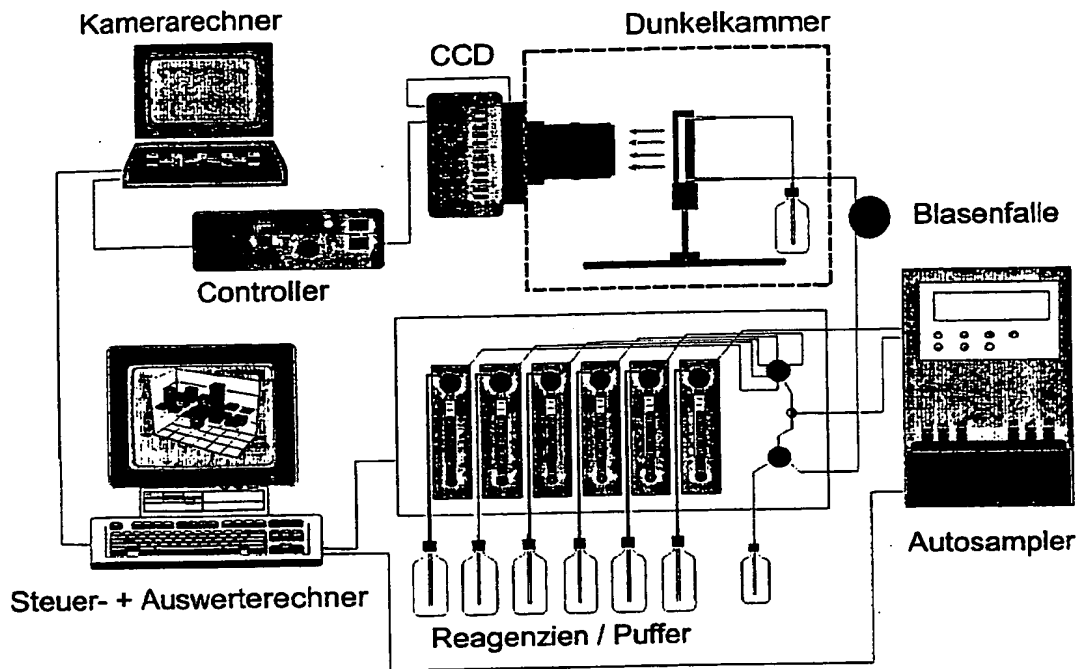 Kamerarechner
Dunkelkammer
CCD
Blasenfalle
Controller
Autosampler
Steuer- + Auswerterechner
Reagenzien / Puffer